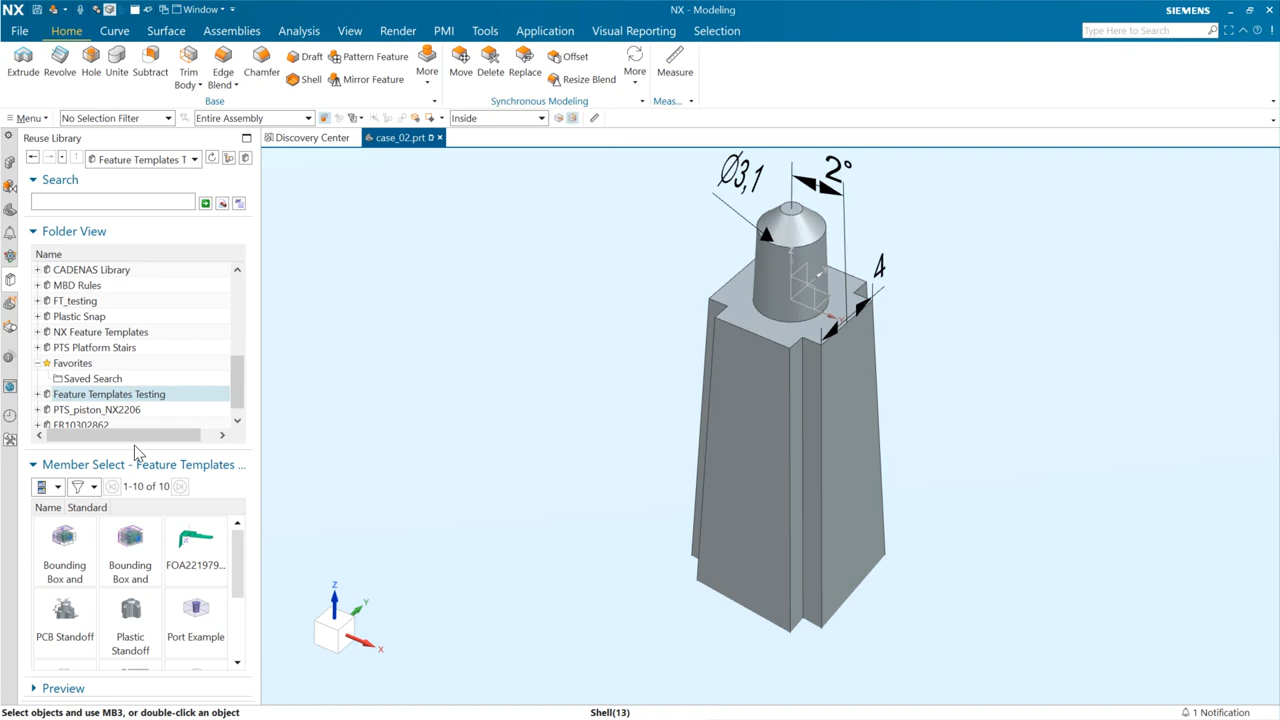 NX
Window
NX - Modeling
SIEMENS
File Home Curve Surface Assemblies Analysis View Render PMI Tools Application Visual Reporting Selection
Type Here to Search
Extrude Revolve Hole Unite Subtract Trim Body Edge Blend Chamfer Draft Shell Pattern Feature Mirror Feature More
Move Delete Replace Offset Resize Blend More Measure
Base Synchronous Modeling Meas...
Menu No Selection Filter Entire Assembly Inside
Reuse Library
Discovery Center case_02.prt
Feature Templates T
Search
Folder View
Name
CADENAS Library
MBD Rules
FT_testing
Plastic Snap
NX Feature Templates
PTS Platform Stairs
Favorites
Saved Search
Feature Templates Testing
PTS_piston_NX2206
FR10302862
Member Select - Feature Templates ...
1-10 of 10
Name Standard
Bounding Box and
Bounding Box and
FOA221979...
PCB Standoff
Plastic Standoff
Port Example
Preview
Ø3,1
2°
4
Z
Y
X
Select objects and use MB3, or double-click an object
Shell(13)
1 Notification